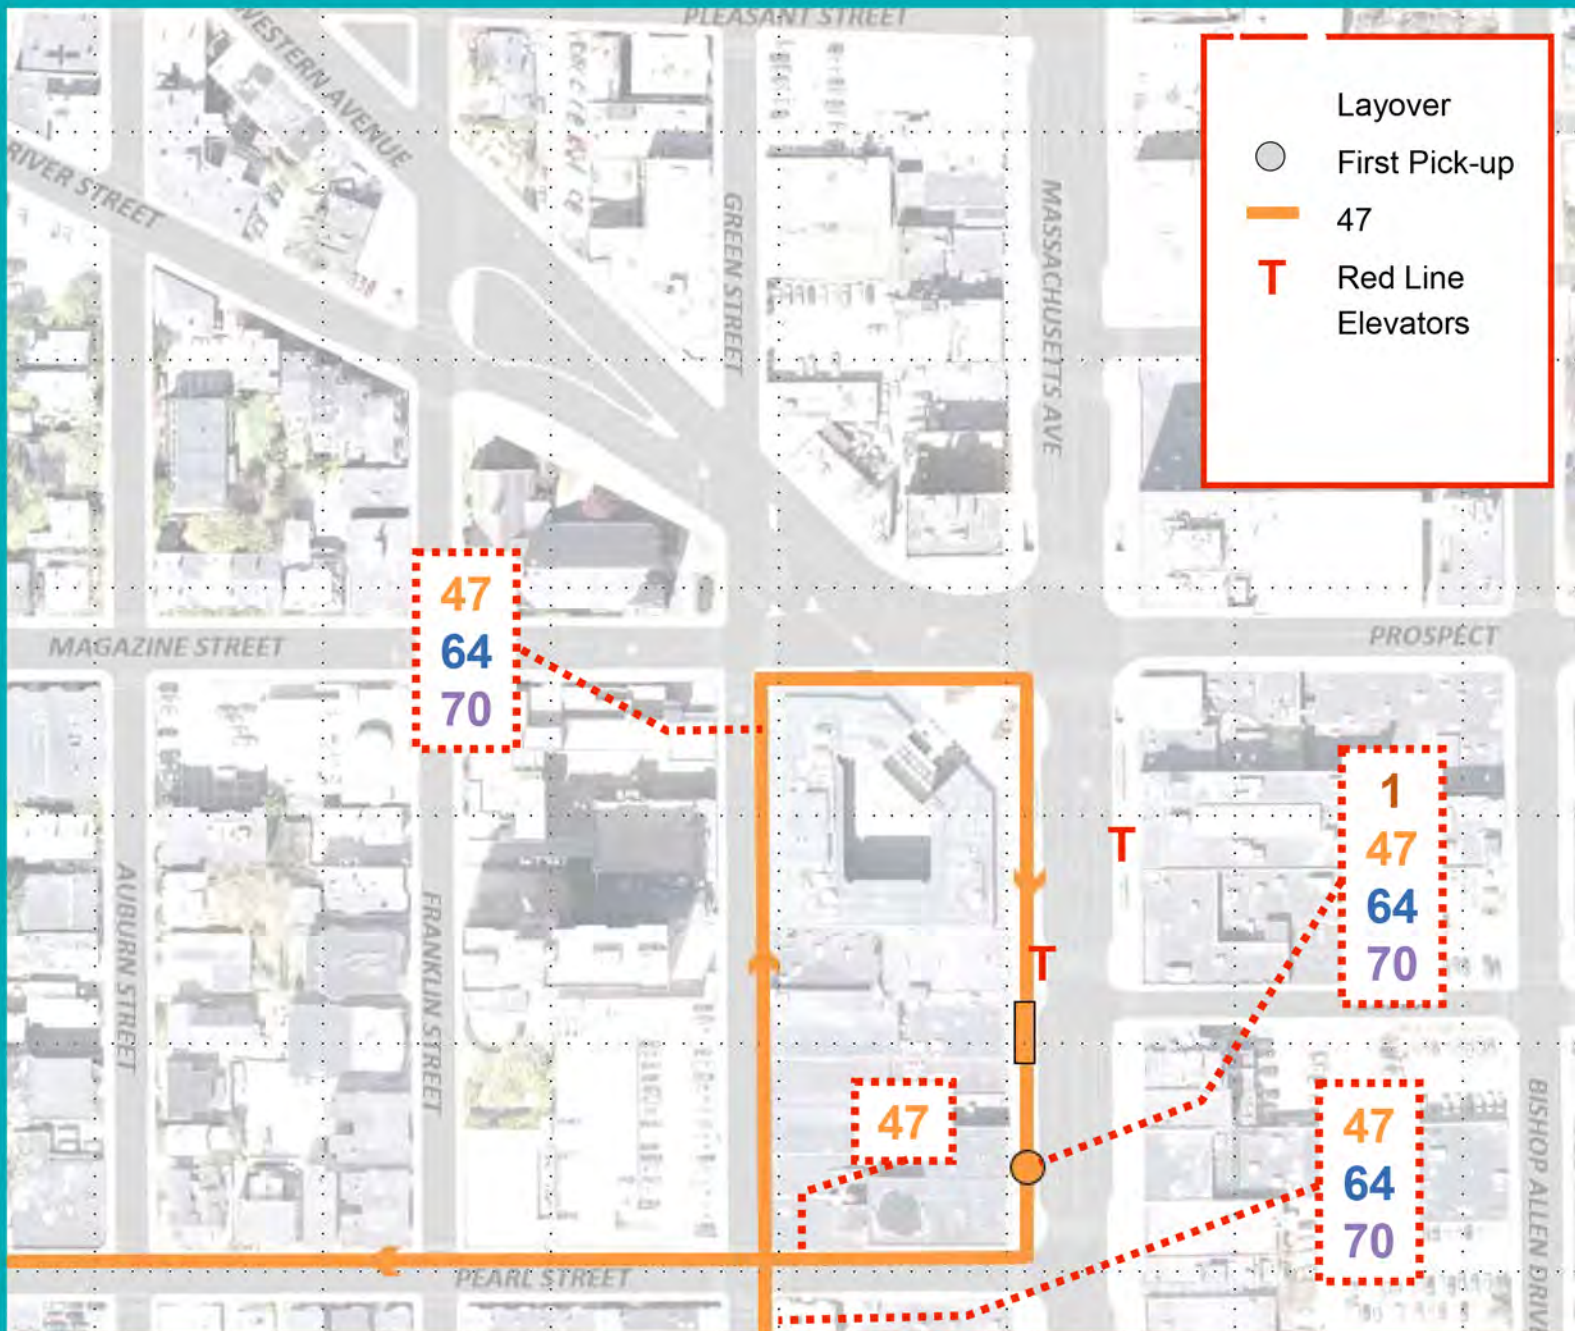 PLEASANT STREET
WESTERN AVENUE
RIVER STREET
GREEN STREET
MASSACHUSETTS AVE
Layover
First Pick-up
47
T
Red Line
Elevators
47
64
70
MAGAZINE STREET
PROSPECT
1
47
64
70
T
T
AUBURN STREET
FRANKLIN STREET
47
47
64
70
BISHOP ALLEN DRIV
PEARL STREET